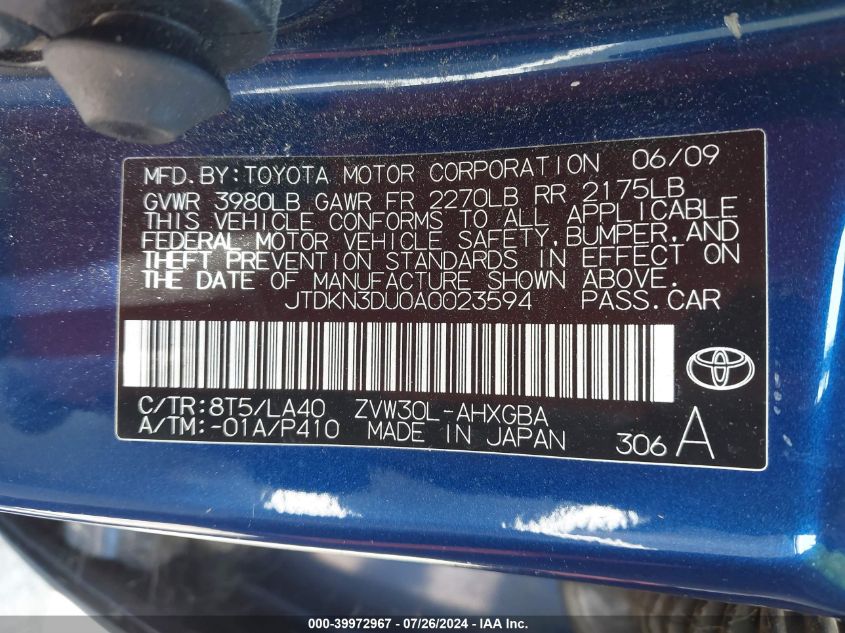 MFD. BY: TOYOTA MOTOR CORPORATION 06/09
GVWR 3980LB GAWR FR 2270LB RR 2175LB
THIS VEHICLE CONFORMS TO ALL APPLICABLE
FEDERAL MOTOR VEHICLE SAFETY, BUMPER, AND
THEFT PREVENTION STANDARDS IN EFFECT ON
THE DATE OF MANUFACTURE SHOWN ABOVE.
JTDKN3DU0A0023594 PASS. CAR
C/TR: 8T5/LA40 ZVW30L-AHXGBA
A/TM: -01A/P410 MADE IN JAPAN 306 A
000-39972967 - 07/26/2024 - IAA Inc.